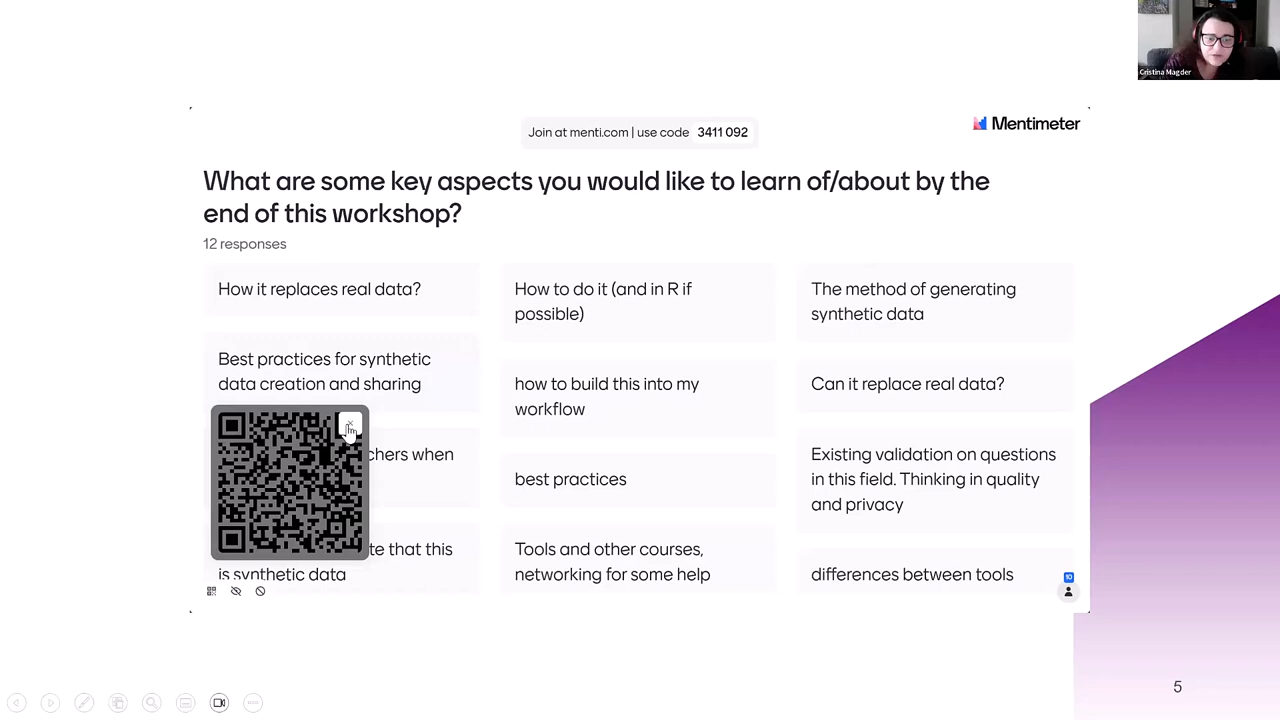 Cristina Magder
Join at menti.com | use code 3411 092
Mentimeter
What are some key aspects you would like to learn of/about by the
end of this workshop?
12 responses
How it replaces real data?
Best practices for synthetic
data creation and sharing
chers when
te that this
is synthetic data
How to do it (and in R if
possible)
how to build this into my
workflow
best practices
Tools and other courses,
networking for some help
The method of generating
synthetic data
Can it replace real data?
Existing validation on questions
in this field. Thinking in quality
and privacy
differences between tools
10
5